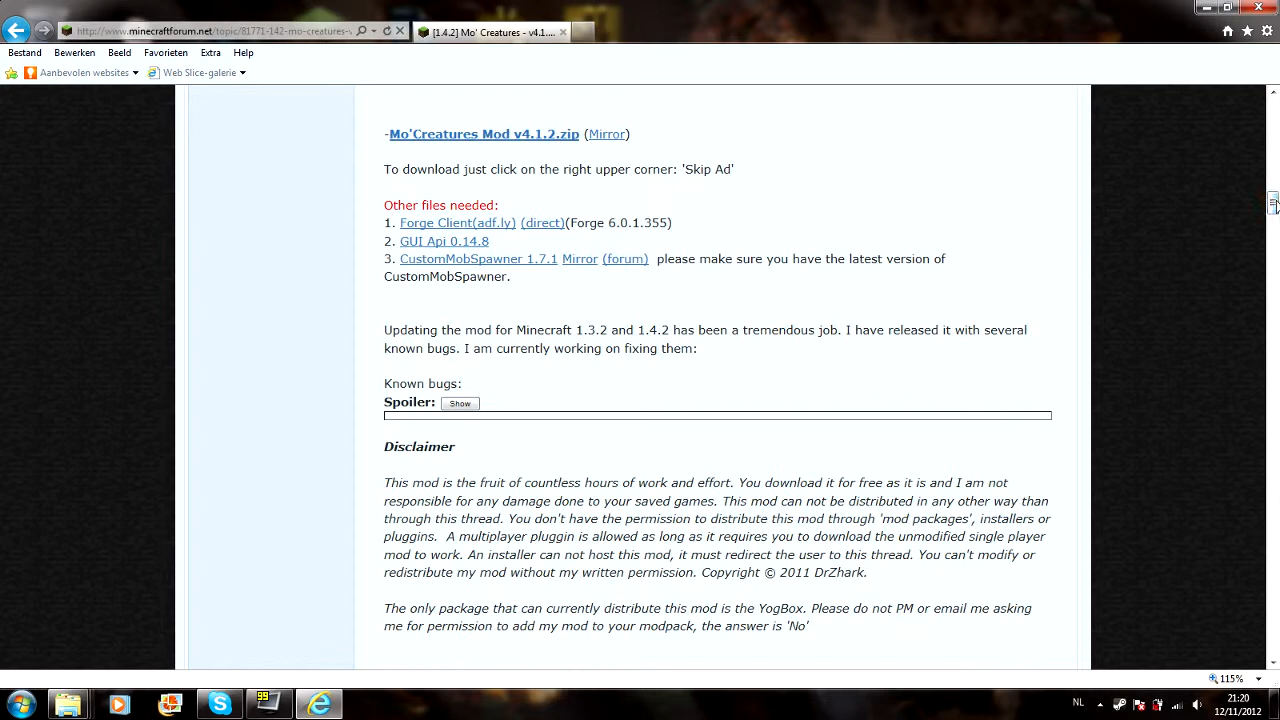 http://www.minecraftforum.net/topic/81771-142-mo-creatures-v
[1.4.2] Mo' Creatures - v4.1....
Bestand Bewerken Beeld Favorieten Extra Help
Aanbevolen websites Web Slice-galerie
-Mo'Creatures Mod v4.1.2.zip (Mirror)
To download just click on the right upper corner: 'Skip Ad'
Other files needed:
1. Forge Client(adf.ly) (direct)(Forge 6.0.1.355)
2. GUI Api 0.14.8
3. CustomMobSpawner 1.7.1 Mirror (forum) please make sure you have the latest version of
CustomMobSpawner.
Updating the mod for Minecraft 1.3.2 and 1.4.2 has been a tremendous job. I have released it with several
known bugs. I am currently working on fixing them:
Known bugs:
Spoiler: Show
Disclaimer
This mod is the fruit of countless hours of work and effort. You download it for free as it is and I am not
responsible for any damage done to your saved games. This mod can not be distributed in any other way than
through this thread. You don't have the permission to distribute this mod through 'mod packages', installers or
pluggins. A multiplayer pluggin is allowed as long as it requires you to download the unmodified single player
mod to work. An installer can not host this mod, it must redirect the user to this thread. You can't modify or
redistribute my mod without my written permission. Copyright © 2011 DrZhark.
The only package that can currently distribute this mod is the YogBox. Please do not PM or email me asking
me for permission to add my mod to your modpack, the answer is 'No'
115%
99
NL
21:20
12/11/2012